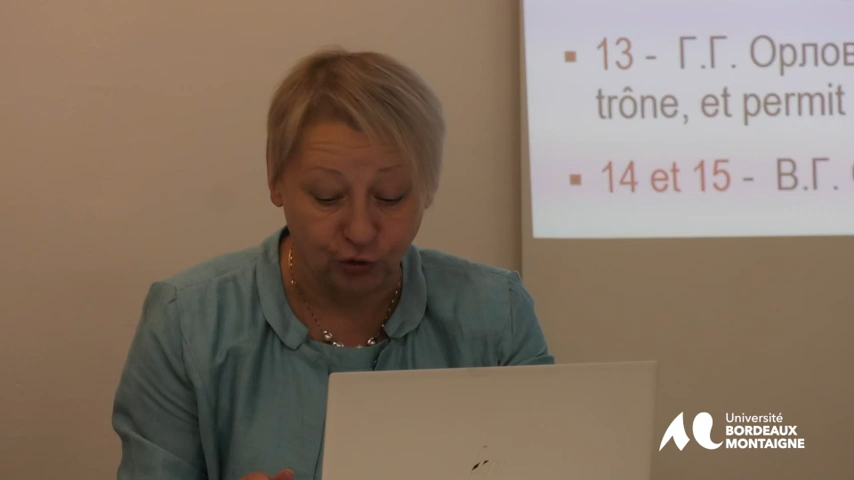 13 - Г.Г. Орлов
trône, et permit
14 et 15 - В.Г.
Université
BORDEAUX
MONTAIGNE